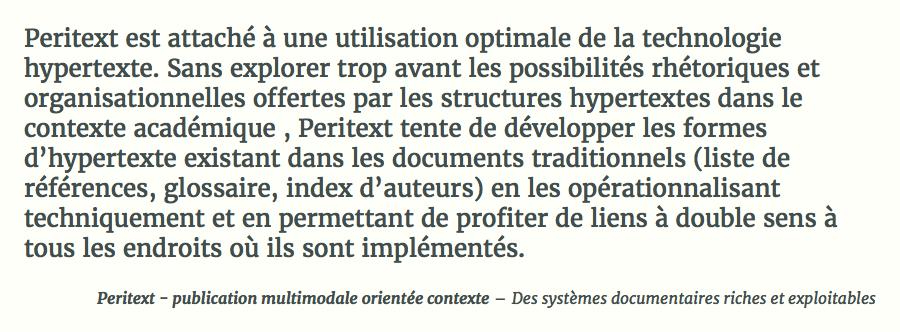 Peritext est attaché à une utilisation optimale de la technologie
hypertexte. Sans explorer trop avant les possibilités rhétoriques et
organisationnelles offertes par les structures hypertextes dans le
contexte académique , Peritext tente de développer les formes
d’hypertexte existant dans les documents traditionnels (liste de
références, glossaire, index d’auteurs) en les opérationnalisant
techniquement et en permettant de profiter de liens à double sens à
tous les endroits où ils sont implémentés.
Peritext - publication multimodale orientée contexte – Des systèmes documentaires riches et exploitables